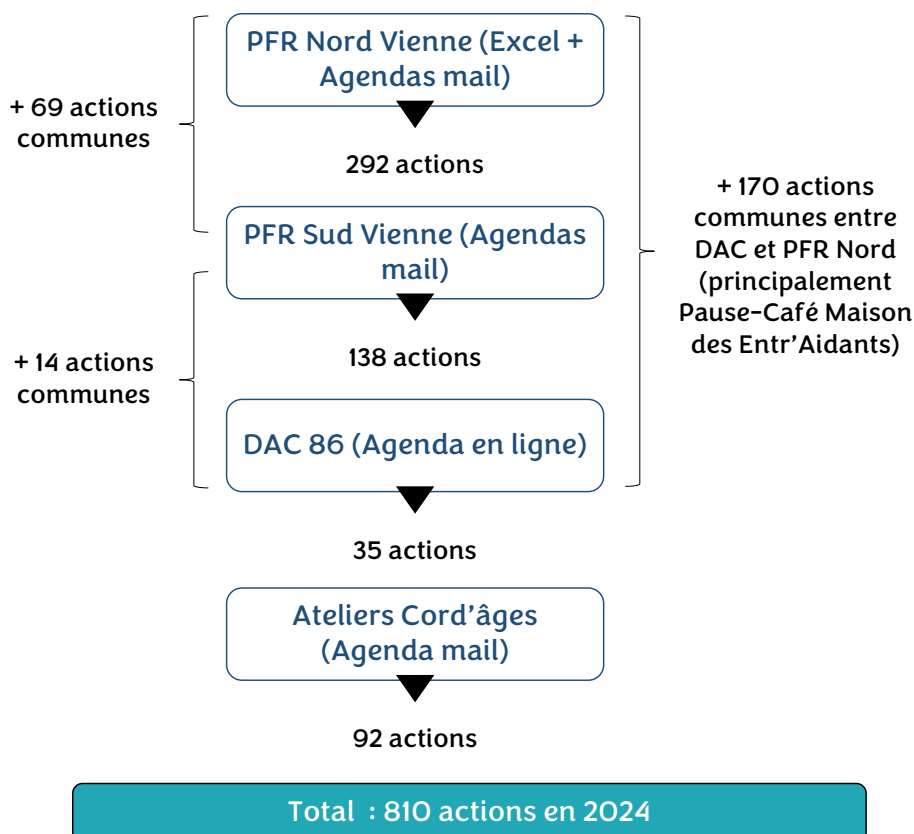 PFR Nord Vienne (Excel +
Agendas mail)
+ 69 actions
communes
292 actions
+ 170 actions
communes entre
DAC et PFR Nord
(principalement
Pause-Café Maison
des Entr'Aidants)
PFR Sud Vienne (Agendas
mail)
138 actions
+ 14 actions
communes
DAC 86 (Agenda en ligne)
35 actions
Ateliers Cord'âges
(Agenda mail)
92 actions
Total : 810 actions en 2024